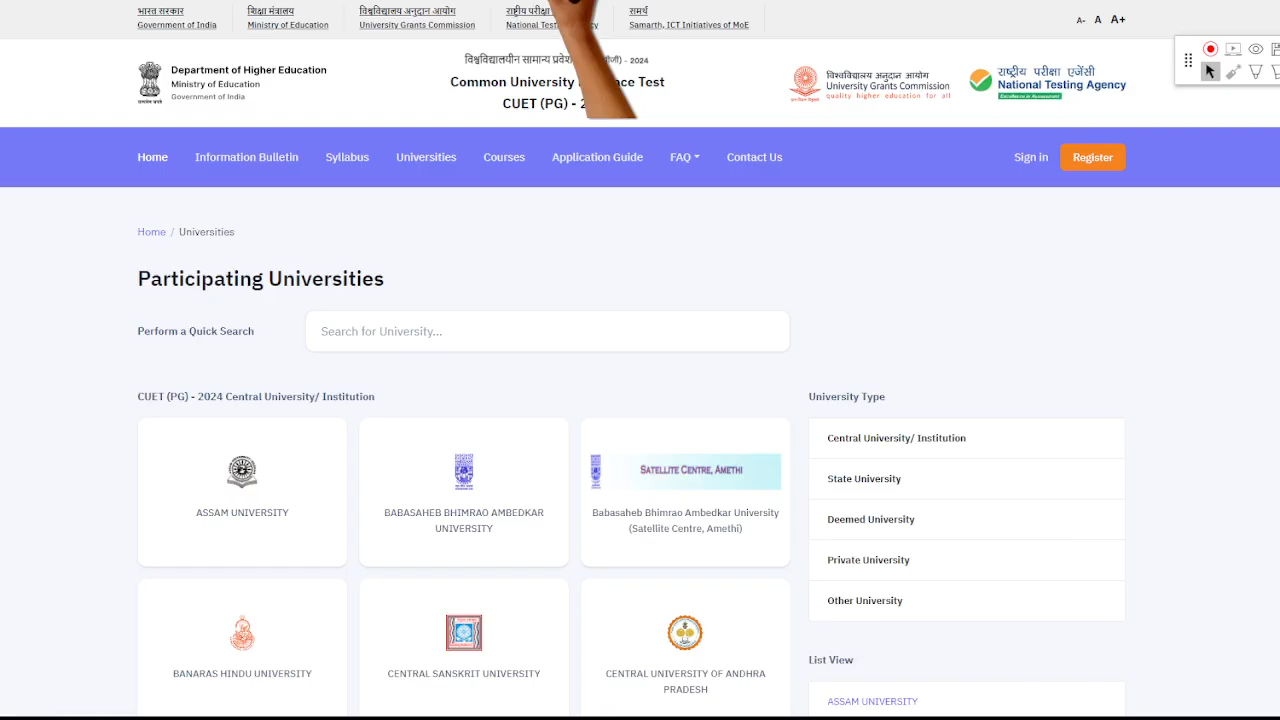 भारत सरकार
Government of India
शिक्षा मंत्रालय
Ministry of Education
विश्वविद्यालय अनुदान आयोग
University Grants Commission
राष्ट्रीय परीक्षा
National Test
समर्थ
Samarth, ICT Initiatives of MoE
A- A A+
Department of Higher Education
Ministry of Education
Government of India
विश्वविद्यालयीन सामान्य प्रवेश - 2024
Common University ce Test
CUET (PG) - 2
विश्वविद्यालय अनुदान आयोग
University Grants Commission
quality higher education for all
राष्ट्रीय परीक्षा एजेंसी
National Testing Agency
Excellence in Assessment
Home Information Bulletin Syllabus Universities Courses Application Guide FAQ Contact Us Sign in Register
Home / Universities
Participating Universities
Perform a Quick Search
Search for University...
CUET (PG) - 2024 Central University/ Institution
ASSAM UNIVERSITY
BABASAHEB BHIMRAO AMBEDKAR
UNIVERSITY
SATELLITE CENTRE, AMETHI
Babasaheb Bhimrao Ambedkar University
(Satellite Centre, Amethi)
BANARAS HINDU UNIVERSITY
CENTRAL SANSKRIT UNIVERSITY
CENTRAL UNIVERSITY OF ANDHRA
PRADESH
University Type
Central University/ Institution
State University
Deemed University
Private University
Other University
List View
ASSAM UNIVERSITY